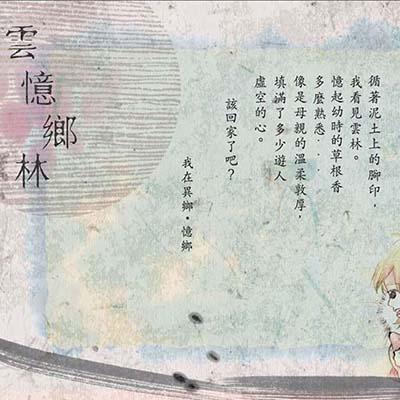 雲憶鄉林
循著泥土上的腳印，
我看見雲林。
憶起幼時的草根香
多麼熟悉．．
像是母親的溫柔敦厚，
填滿了多少遊人
虛空的心。
該回家了吧？
我在異鄉・憶鄉